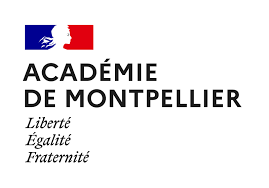 ACADÉMIE
DE MONTPELLIER
Liberté
Égalité
Fraternité